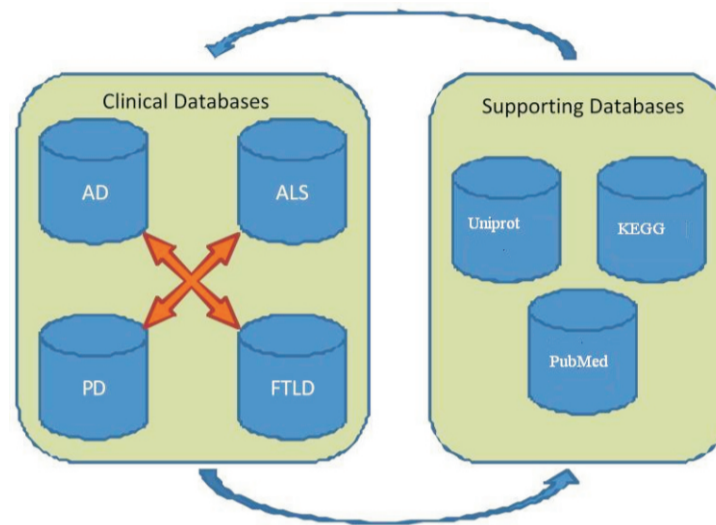 Clinical Databases
Supporting Databases
AD
ALS
Uniprot
KEGG
PubMed
PD
FTLD